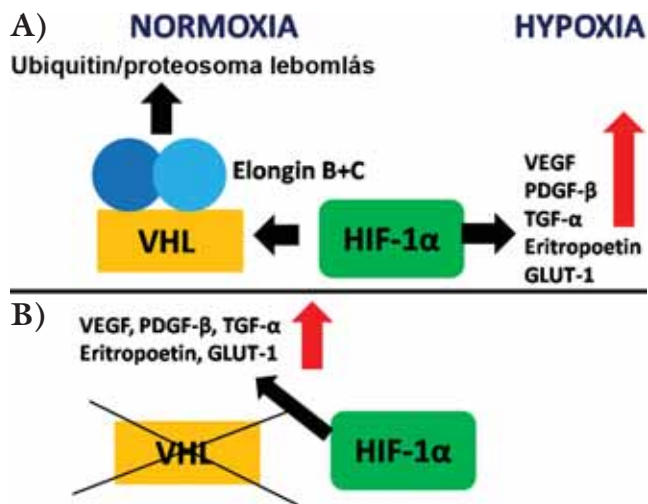 A)
NORMOXIA
HYPOXIA
Ubiquitin/proteosoma lebomlás
Elongin B+C
VHL
HIF-1α
VEGF
PDGF-β
TGF-α
Eritropoetin
GLUT-1
B)
VEGF, PDGF-β, TGF-α
Eritropoetin, GLUT-1
VHL
HIF-1α